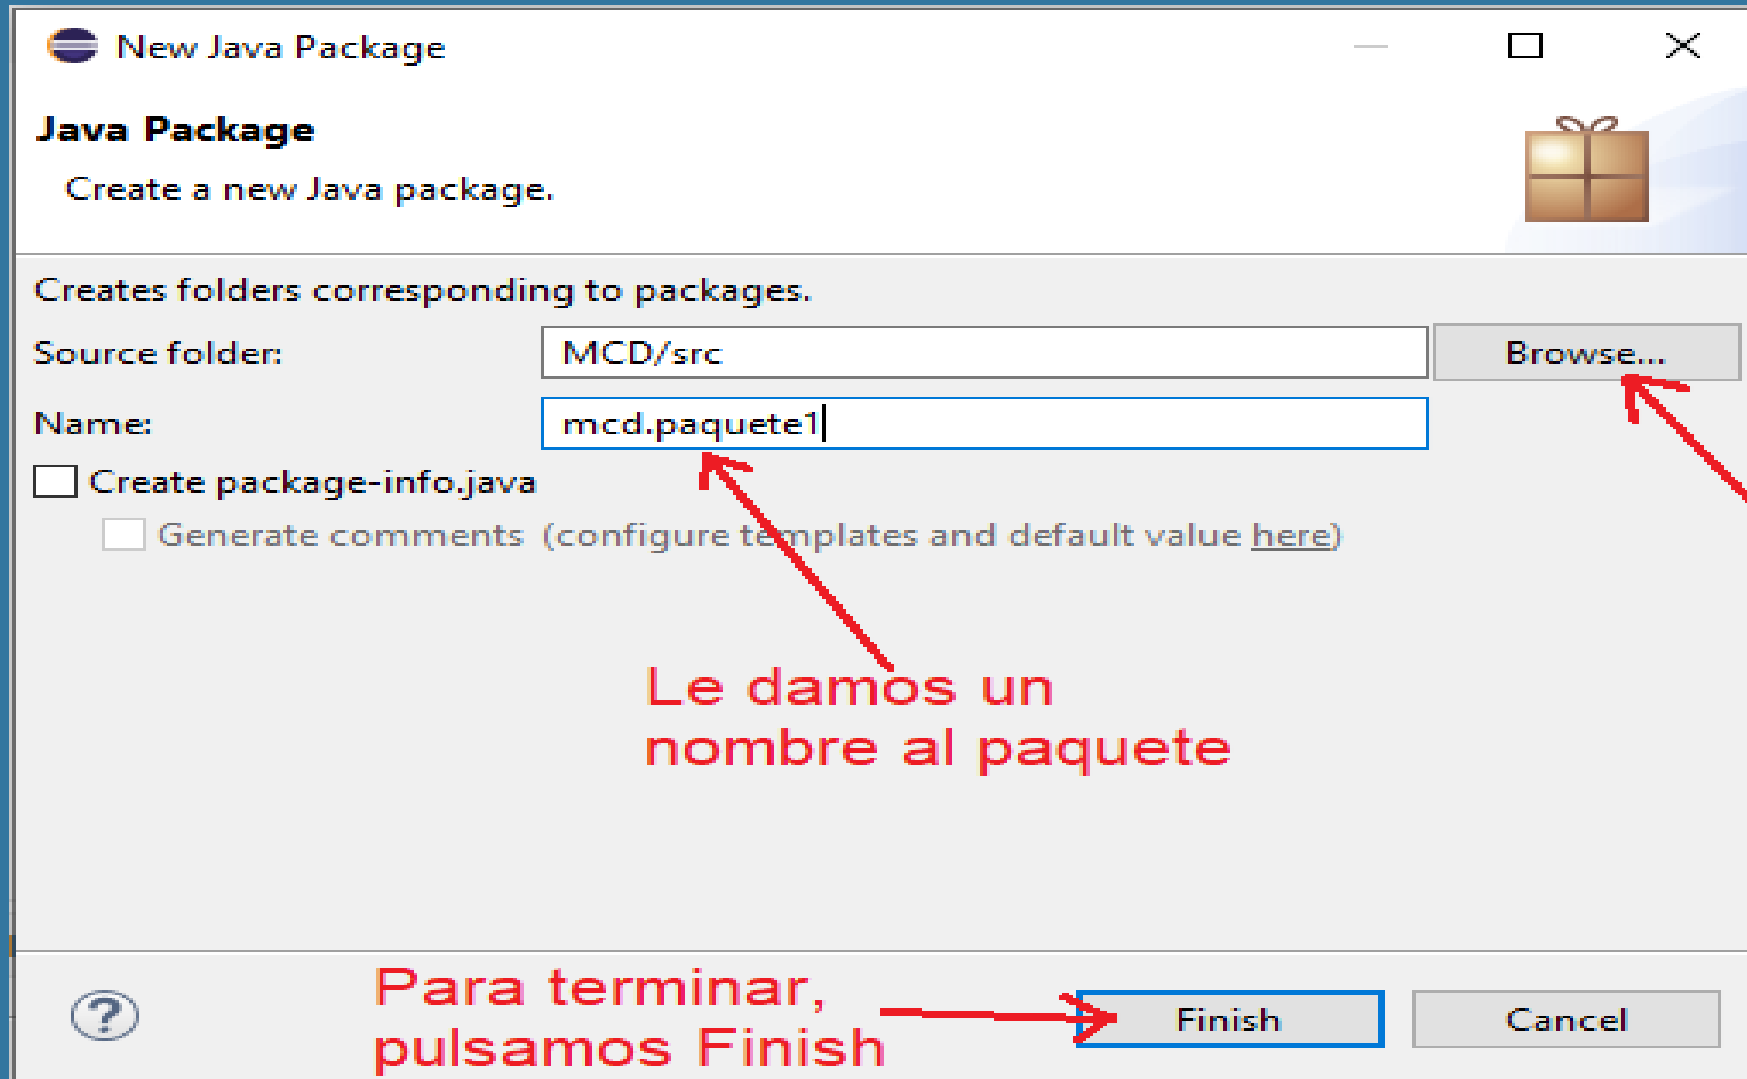 New Java Package
Java Package
Create a new Java package.
Creates folders corresponding to packages.
Source folder: MCD/src Browse...
Name: mcd.paquete1
Create package-info.java
Generate comments (configure templates and default value here)
Le damos un
nombre al paquete
Para terminar,
pulsamos Finish
Finish Cancel